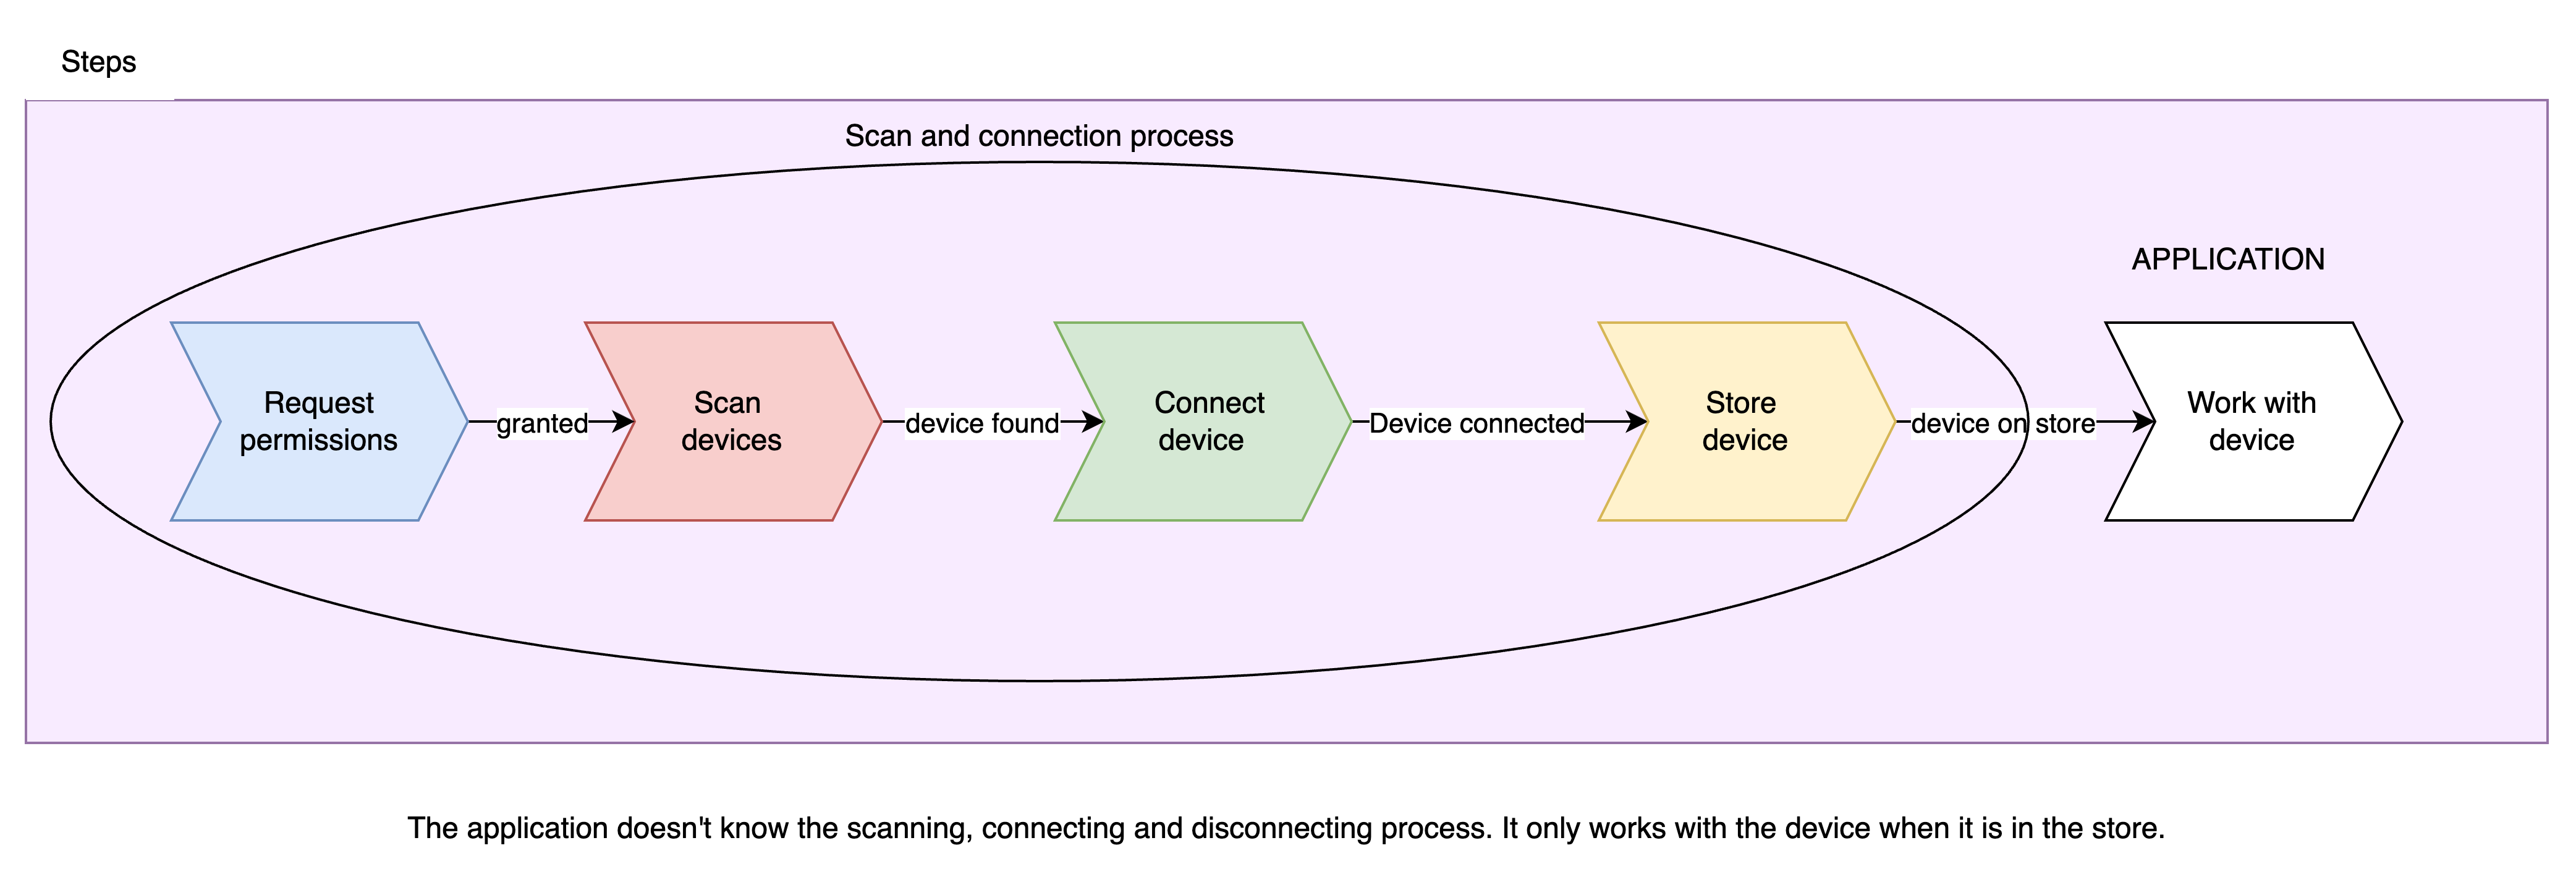 Steps
Scan and connection process
APPLICATION
Request
permissions
granted
Scan
devices
device found
Connect
device
Device connected
Store
device
device on store
Work with
device
The application doesn't know the scanning, connecting and disconnecting process. It only works with the device when it is in the store.